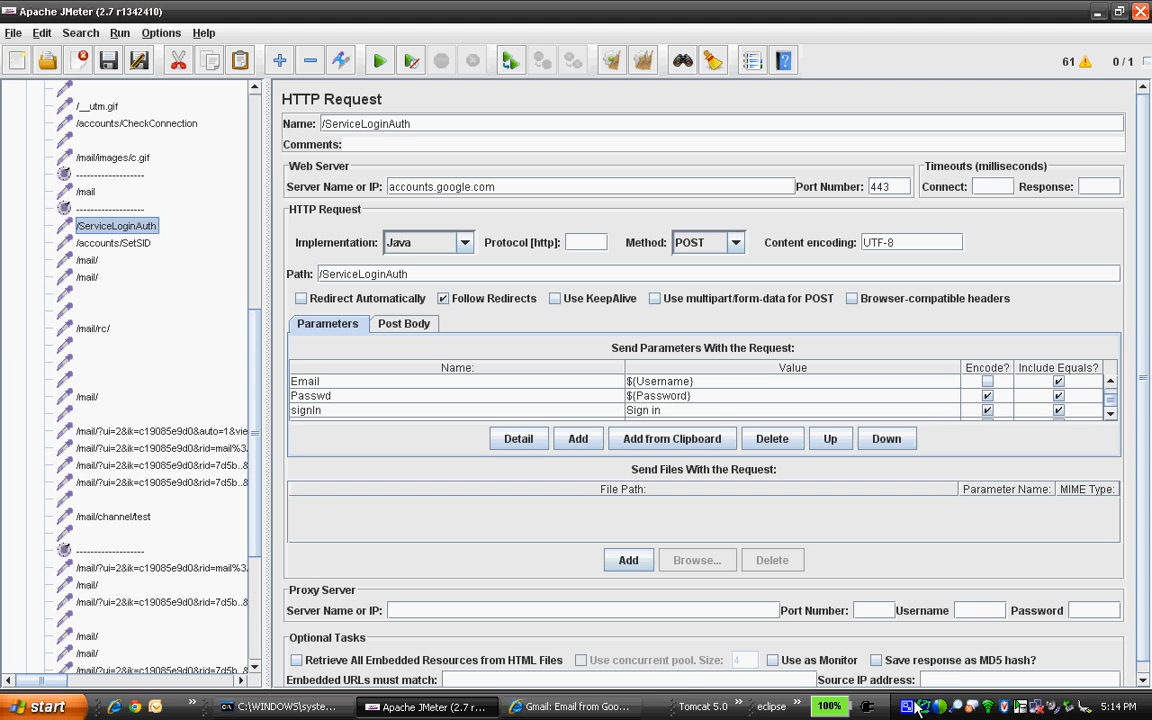 Apache JMeter (2.7 r1342410)
File Edit Search Run Options Help
61 0 / 1
/__utm.gif
/accounts/CheckConnection
/mail/images/c.gif
-------------------
/mail
-------------------
/ServiceLoginAuth
/accounts/SetSID
/mail/
/mail/
/mail/rc/
/mail/
/mail/?ui=2&ik=c19085e9d0&auto=1&vie
/mail/?ui=2&ik=c19085e9d0&rid=mail%3.
/mail/?ui=2&ik=c19085e9d0&rid=7d5b..&
/mail/?ui=2&ik=c19085e9d0&rid=7d5b..&
/mail/channel/test
-------------------
/mail/?ui=2&ik=c19085e9d0&rid=mail%3.
/mail/
/mail/?ui=2&ik=c19085e9d0&rid=7d5b..&
/mail/
/mail/
/mail/?ui=2&ik=c19085e9d0&rid=7d5b..&
HTTP Request
Name: /ServiceLoginAuth
Comments:
Web Server
Server Name or IP: accounts.google.com Port Number: 443
Timeouts (milliseconds)
Connect: Response:
HTTP Request
Implementation: Java Protocol [http]: Method: POST Content encoding: UTF-8
Path: /ServiceLoginAuth
Redirect Automatically Follow Redirects Use KeepAlive Use multipart/form-data for POST Browser-compatible headers
Parameters Post Body
Send Parameters With the Request:
Name: Value Encode? Include Equals?
Email ${Username}
Passwd ${Password}
signIn Sign in
Detail Add Add from Clipboard Delete Up Down
Send Files With the Request:
File Path: Parameter Name: MIME Type:
Add Browse... Delete
Proxy Server
Server Name or IP: Port Number: Username Password
Optional Tasks
Retrieve All Embedded Resources from HTML Files Use concurrent pool. Size: 4 Use as Monitor Save response as MD5 hash?
Embedded URLs must match: Source IP address:
start C:\WINDOWS\syste... Apache JMeter (2.7 r... Gmail: Email from Goo... Tomcat 5.0 eclipse 100% 5:14 PM